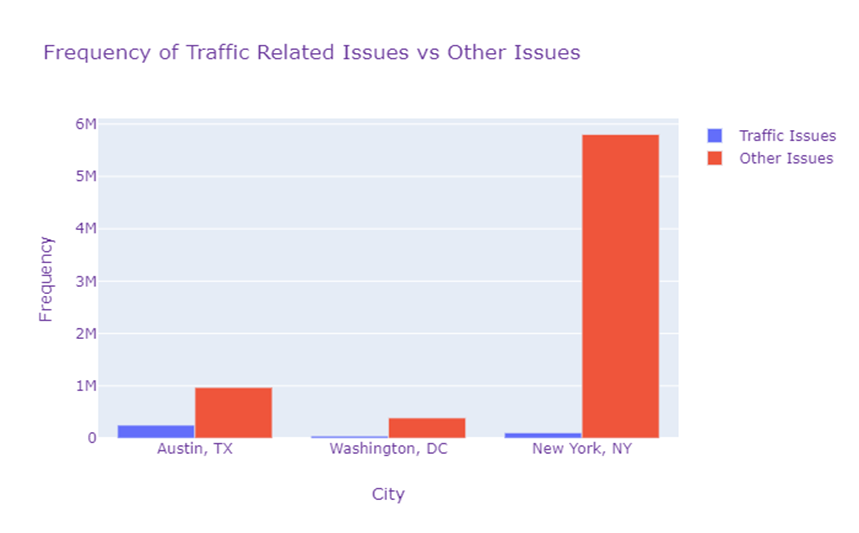 Frequency of Traffic Related Issues vs Other Issues
Traffic Issues
Other Issues
Frequency
6M
5M
4M
3M
2M
1M
0
Austin, TX
Washington, DC
New York, NY
City